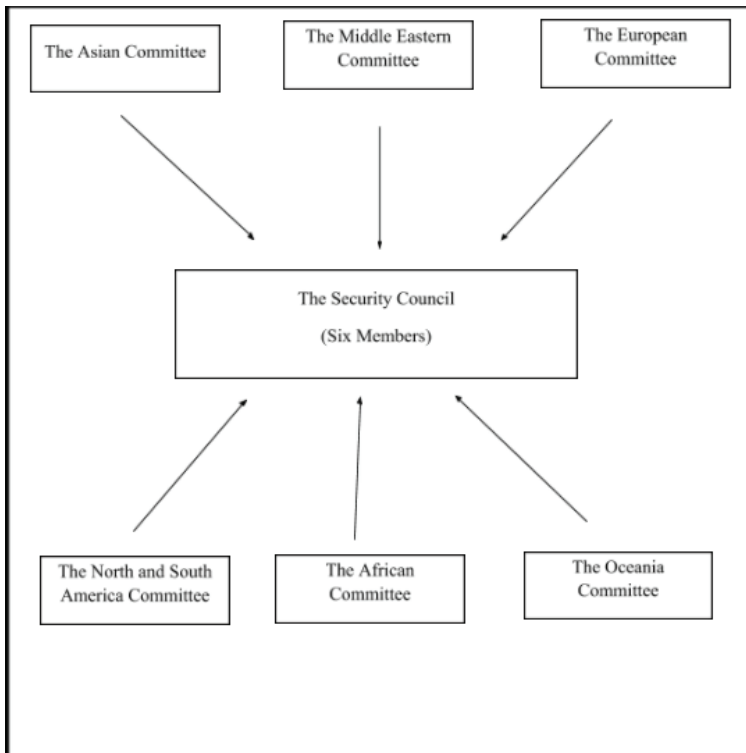 The Asian Committee
The Middle Eastern
Committee
The European
Committee
The Security Council
(Six Members)
The North and South
America Committee
The African
Committee
The Oceania
Committee